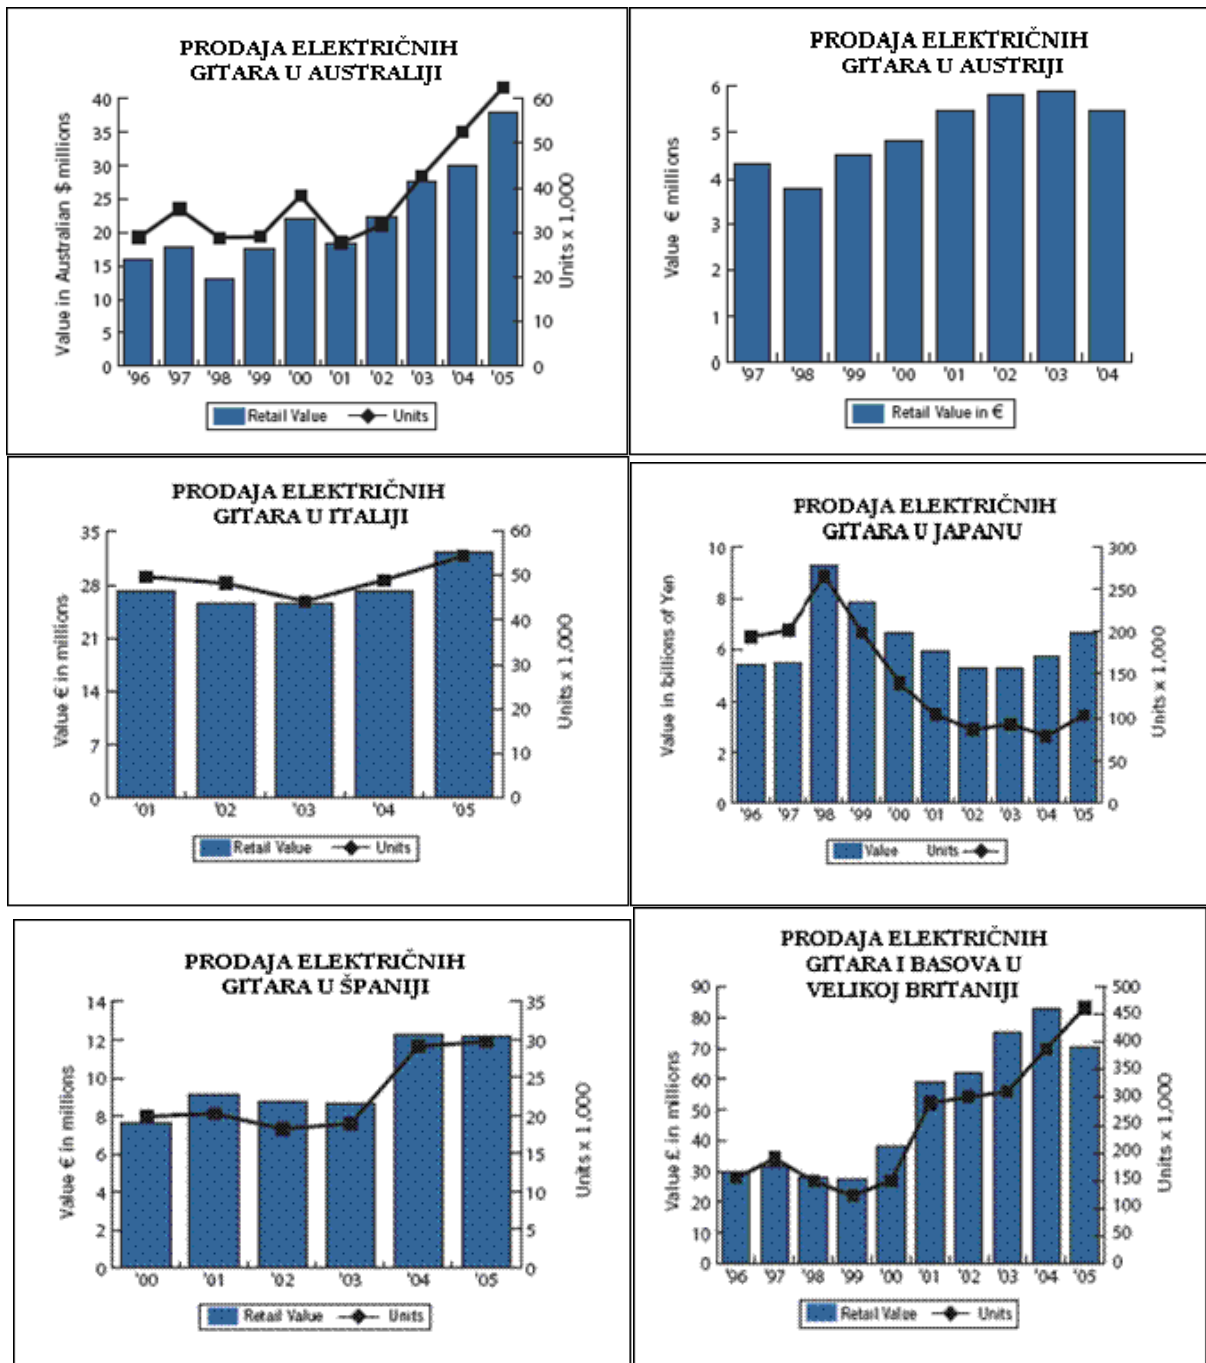 PRODAJA ELEKTRIČNIH
GITARA U AUSTRALIJI
Value in Australian $ millions
40
35
30
25
20
15
10
5
0
60
50
40
30
20
10
0
Units x 1,000
'96 '97 '98 '99 '00 '01 '02 '03 '04 '05
Retail Value Units
PRODAJA ELEKTRIČNIH
GITARA U AUSTRIJI
Value € millions
6
5
4
3
2
1
0
'97 '98 '99 '00 '01 '02 '03 '04
Retail Value in €
PRODAJA ELEKTRIČNIH
GITARA U ITALIJI
Value € in millions
35
28
21
14
7
0
60
50
40
60
20
10
0
Units x 1,000
'01 '02 '03 '04 '05
Retail Value Units
PRODAJA ELEKTRIČNIH
GITARA U JAPANU
Value in billions of Yen
10
8
6
4
2
0
300
250
200
150
100
50
0
Units x 1,000
'96 '97 '98 '99 '00 '01 '02 '03 '04 '05
Value Units
PRODAJA ELEKTRIČNIH
GITARA U ŠPANIJI
Value € in millions
14
12
10
8
6
4
2
0
35
30
25
20
15
10
0
Units x 1,000
'00 '01 '02 '03 '04 '05
Retail Value Units
PRODAJA ELEKTRIČNIH
GITARA I BASOVA U
VELIKOJ BRITANIJI
Value £ in millions
90
80
70
60
50
40
30
20
10
0
500
450
400
350
300
250
200
150
100
50
0
Units x 1,000
'96 '97 '98 '99 '00 '01 '02 '03 '04 '05
Retail Value Units